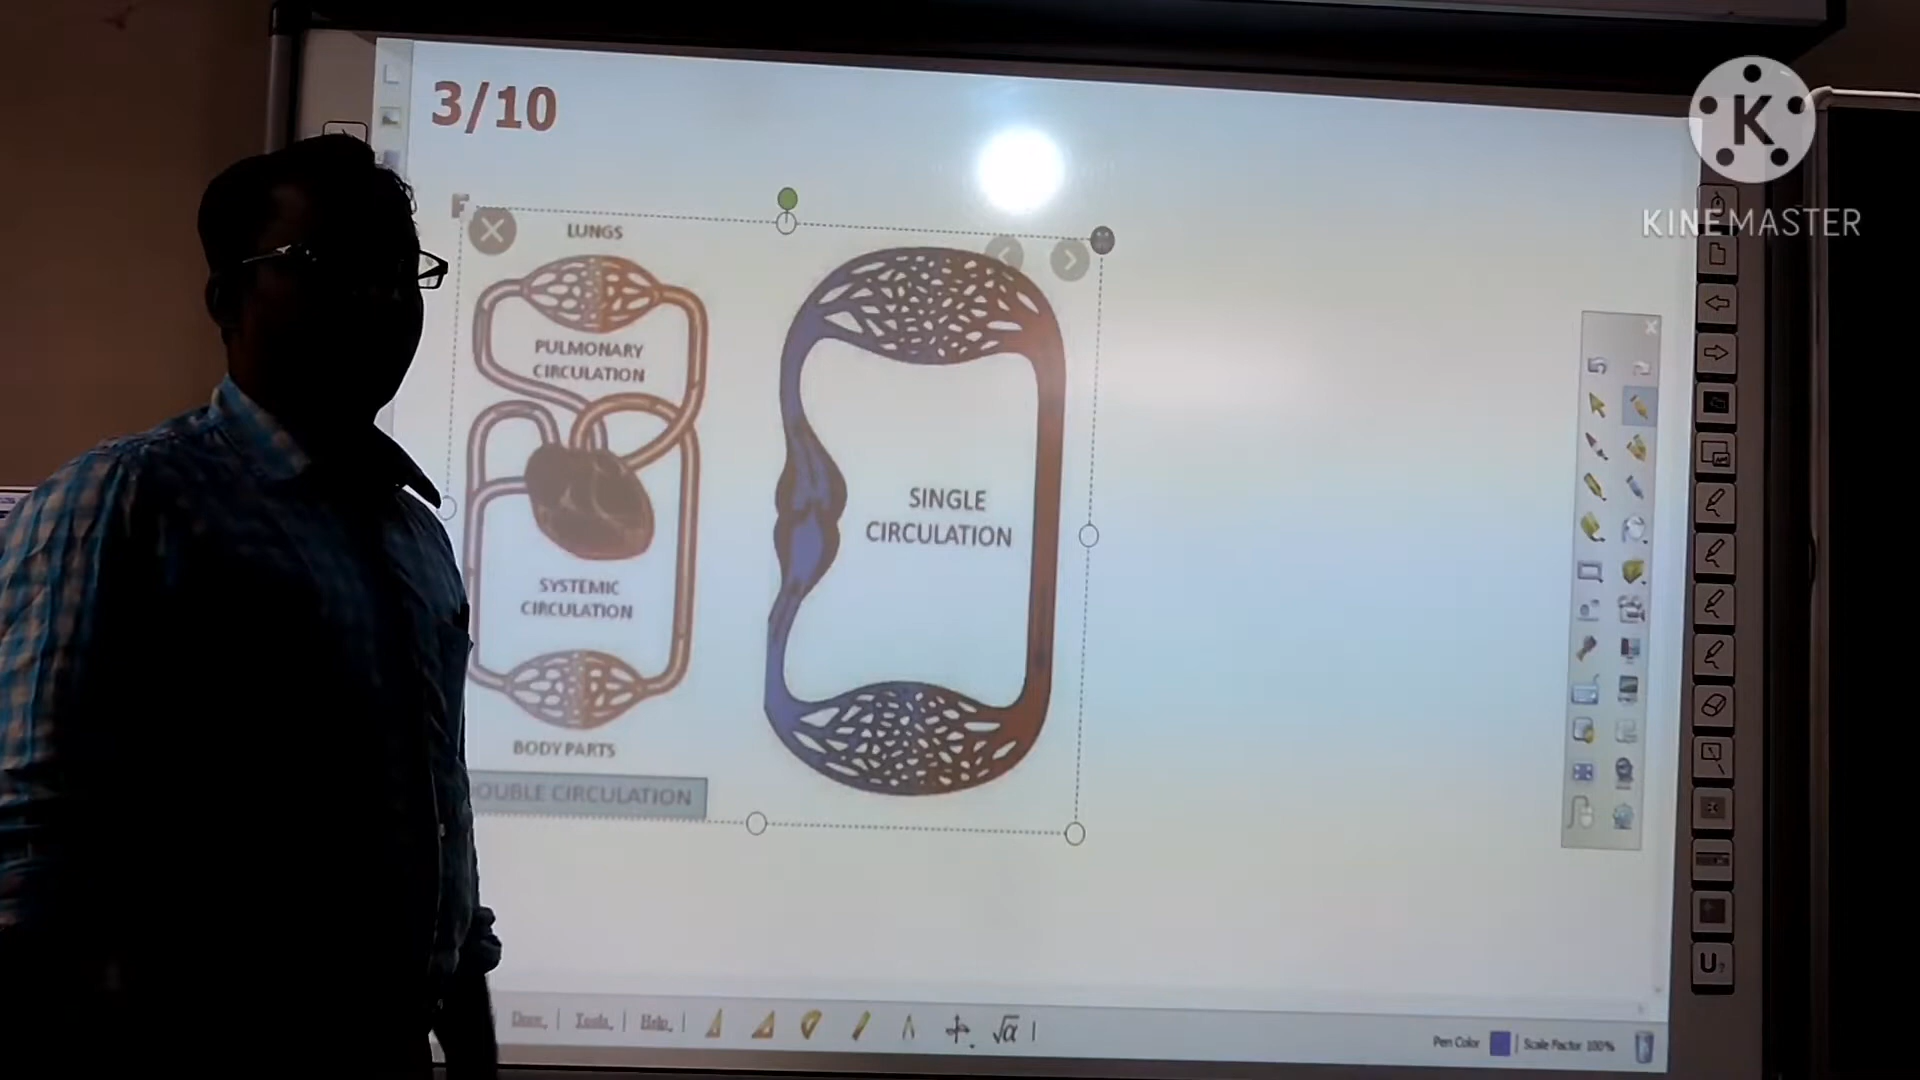 3/10
K
KINEMASTER
LUNGS
PULMONARY
CIRCULATION
SINGLE
CIRCULATION
SYSTEMIC
CIRCULATION
BODY PARTS
OUBLE CIRCULATION
Draw
Tools
Help
√α
Pen Color
Scale Factor 100%
U